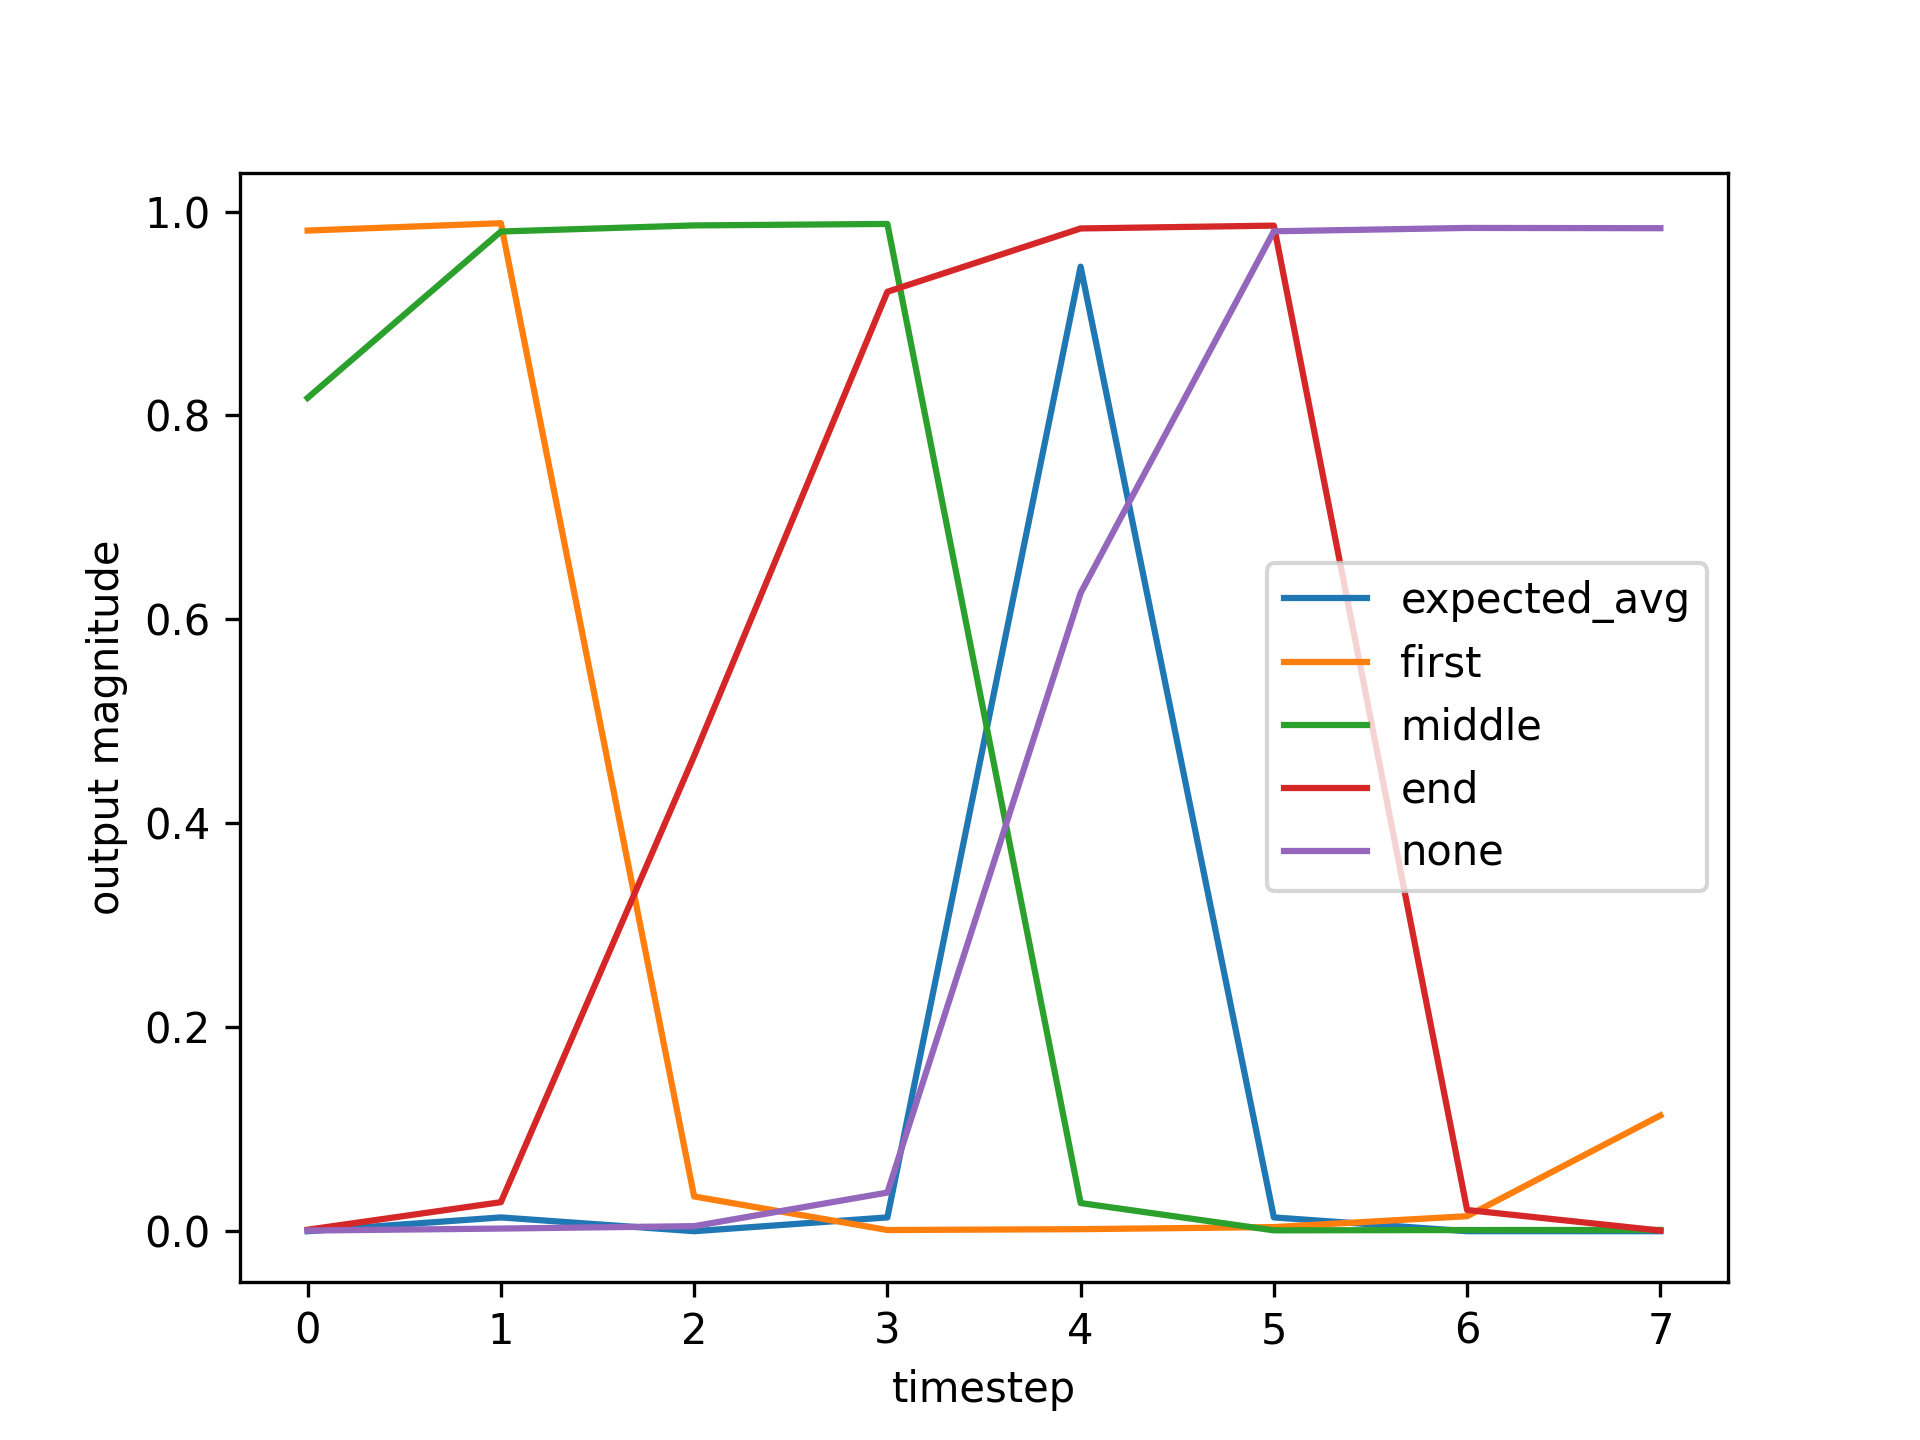 1.0
0.8
0.6
0.4
0.2
0.0
output magnitude
0 1 2 3 4 5 6 7
timestep
expected_avg
first
middle
end
none